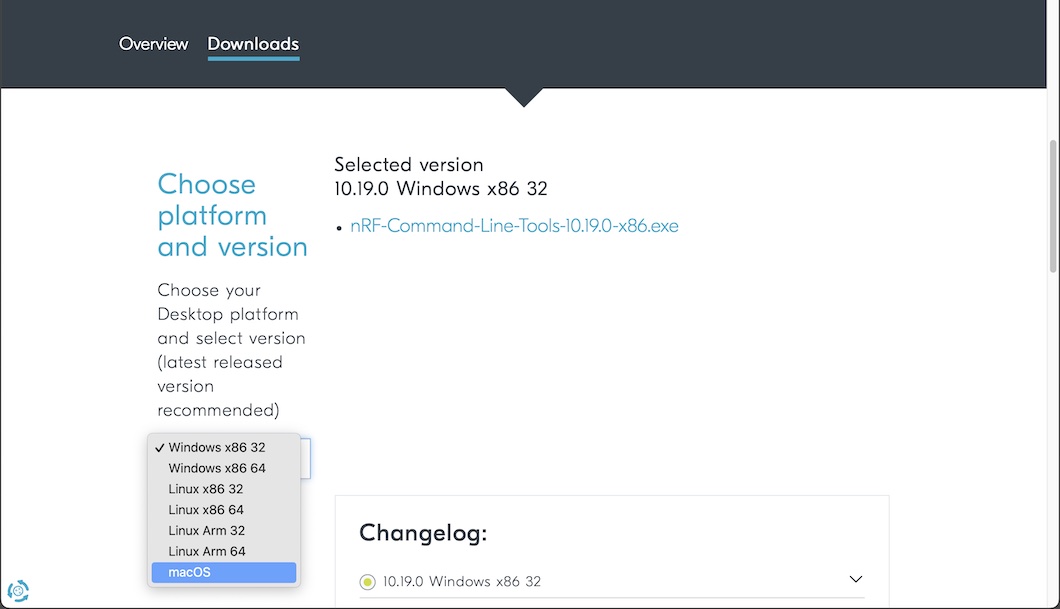 Overview Downloads
Choose
platform
and version
Choose your
Desktop platform
and select version
(latest released
version
recommended)
Windows x86 32
Windows x86 64
Linux x86 32
Linux x86 64
Linux Arm 32
Linux Arm 64
macOS
Selected version
10.19.0 Windows x86 32
nRF-Command-Line-Tools-10.19.0-x86.exe
Changelog:
10.19.0 Windows x86 32